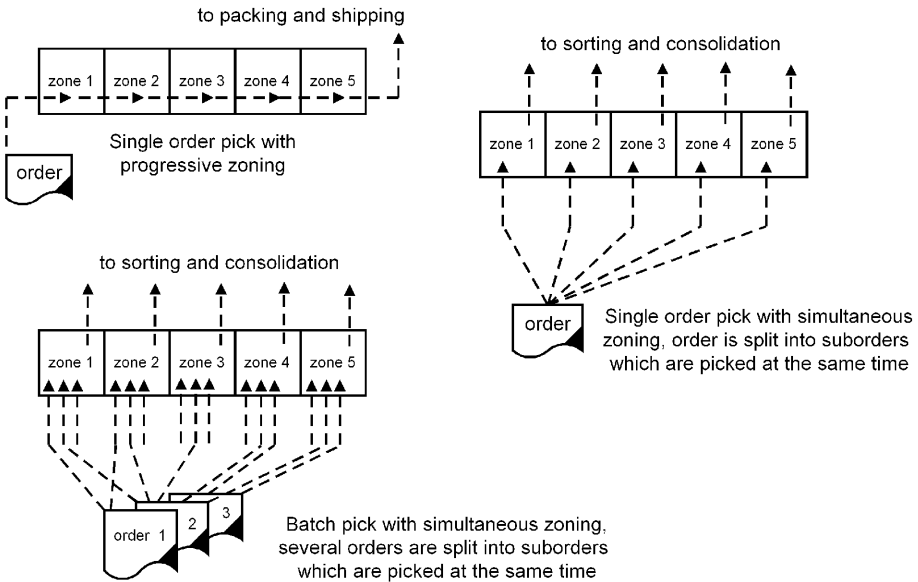 to packing and shipping
zone 1 zone 2 zone 3 zone 4 zone 5
Single order pick with
progressive zoning
order
to sorting and consolidation
zone 1 zone 2 zone 3 zone 4 zone 5
order
Single order pick with simultaneous
zoning, order is split into suborders
which are picked at the same time
to sorting and consolidation
zone 1 zone 2 zone 3 zone 4 zone 5
order 1 2 3
Batch pick with simultaneous zoning,
several orders are split into suborders
which are picked at the same time